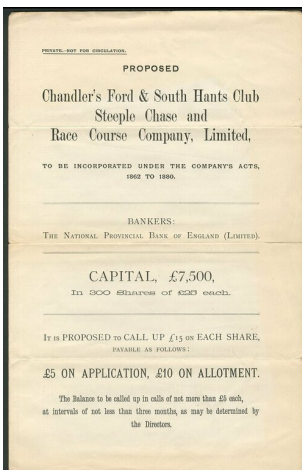 PRIVATE.-NOT FOR CIRCULATION.
PROPOSED
Chandler's Ford & South Hants Club
Steeple Chase and
Race Course Company, Limited,
TO BE INCORPORATED UNDER THE COMPANY'S ACTS,
1862 TO 1880.
BANKERS:
THE NATIONAL PROVINCIAL BANK OF ENGLAND (LIMITED).
CAPITAL, £7,500,
In 300 Shares of £25 each.
IT IS PROPOSED TO CALL UP £15 ON EACH SHARE,
PAYABLE AS FOLLOWS:
£5 ON APPLICATION, £10 ON ALLOTMENT.
The Balance to be called up in calls of not more than £5 each,
at intervals of not less than three months, as may be determined by
the Directors.